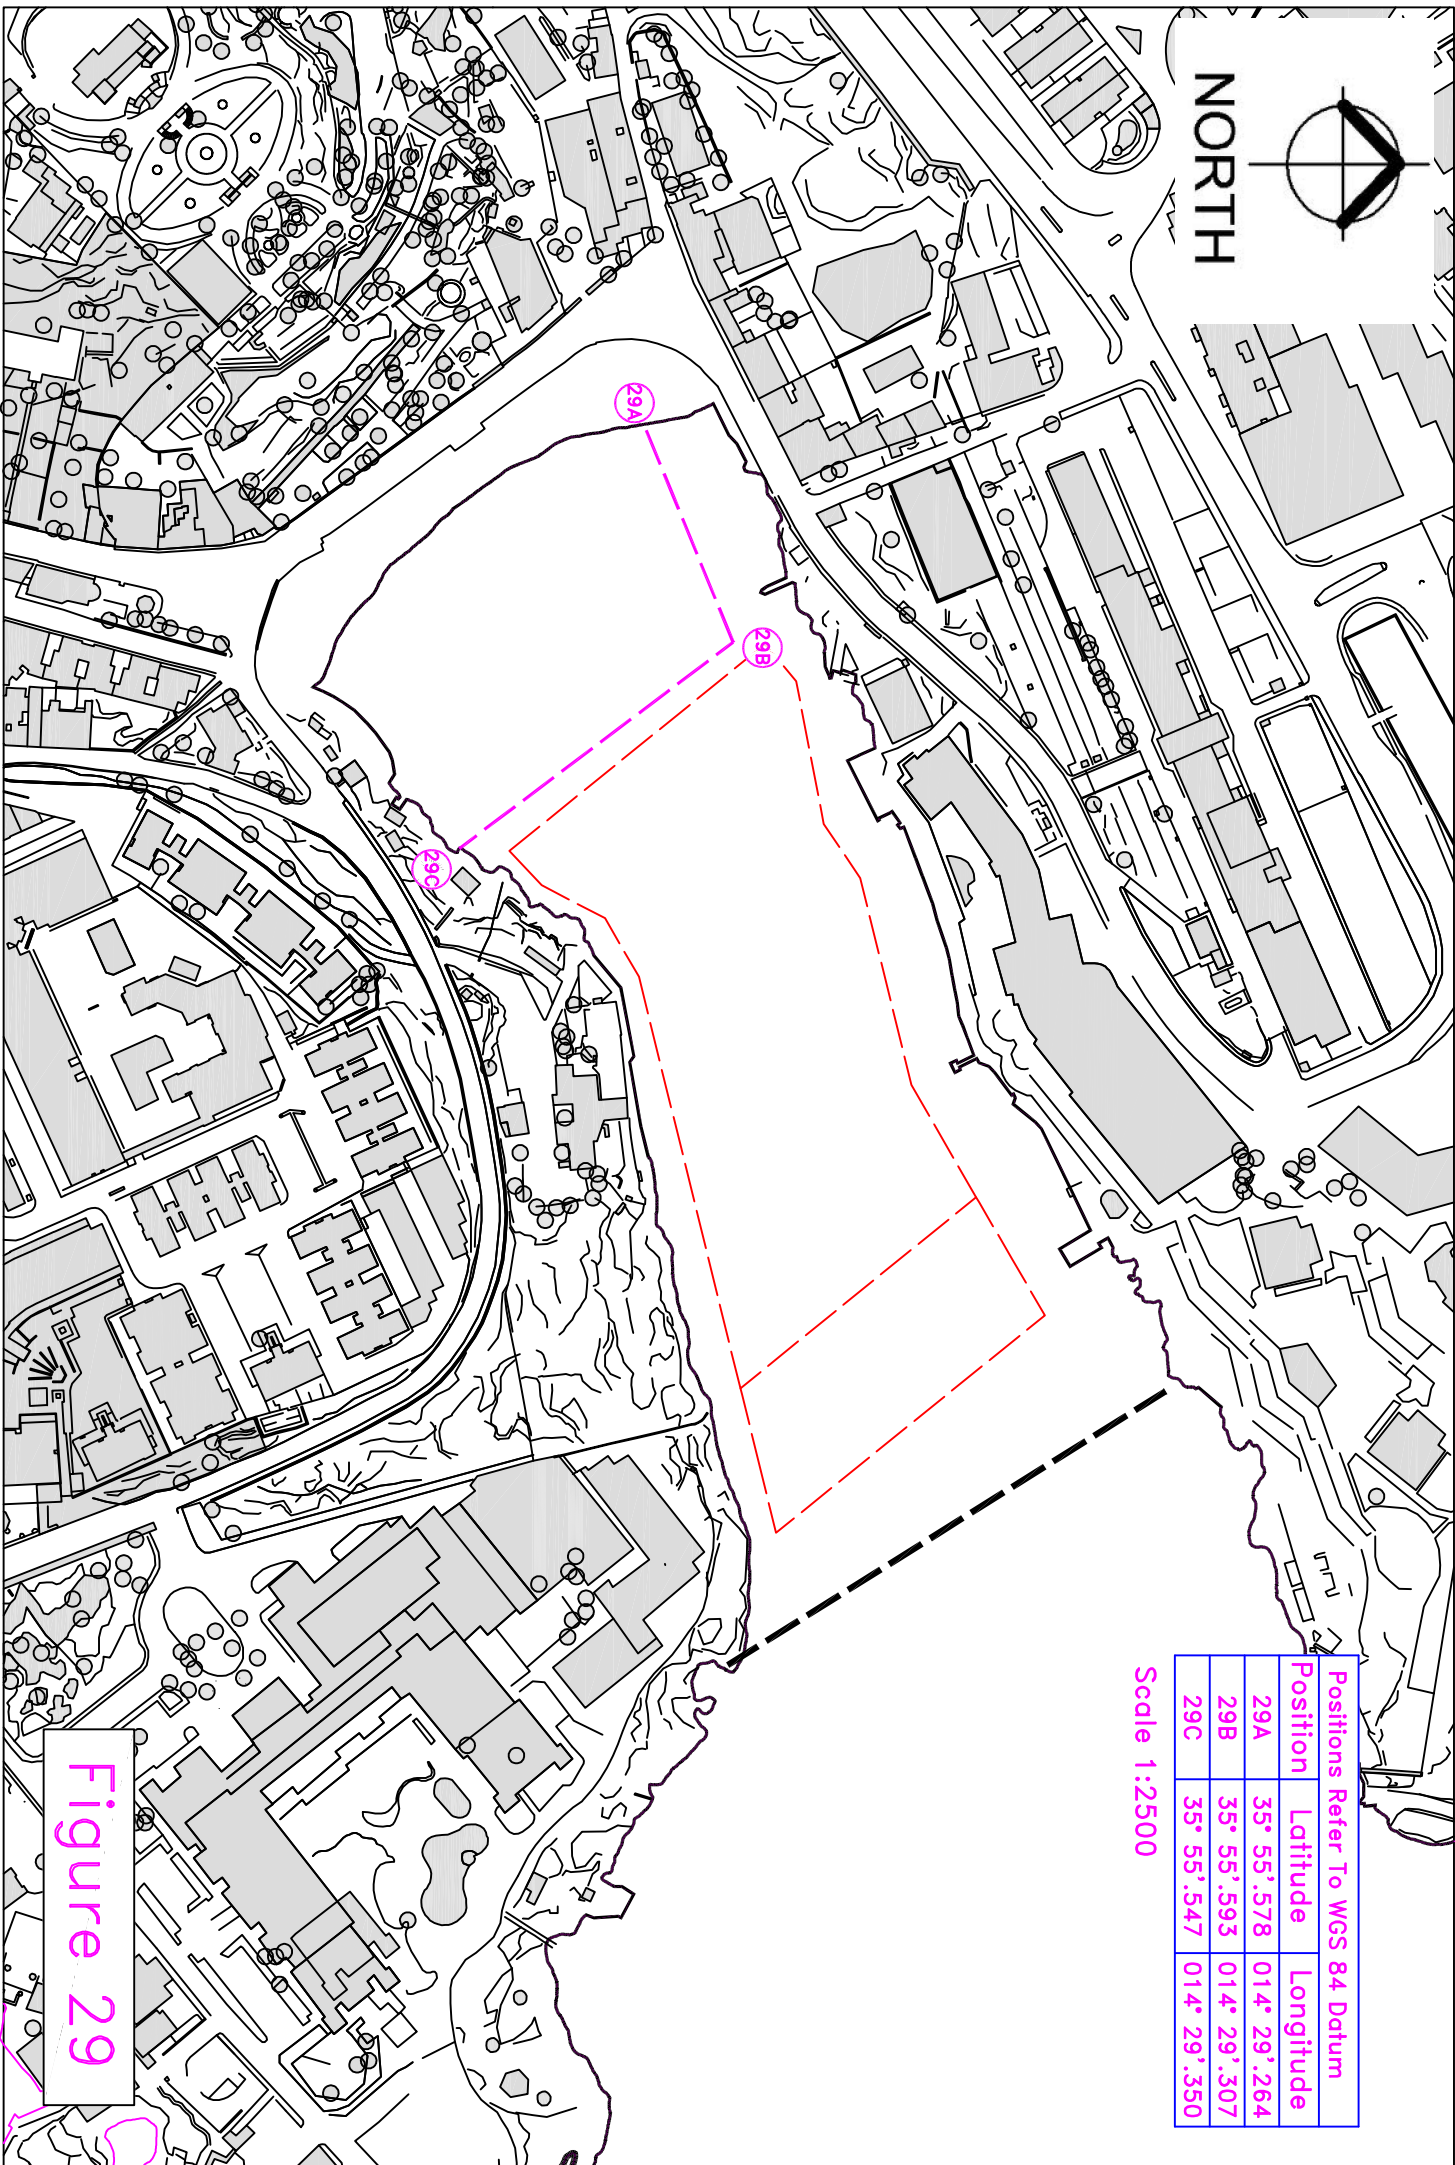 NORTH
29A
29B
29C
Positions Refer To WGS 84 Datum
Position Latitude Longitude
29A 35° 55'.578 014° 29'.264
29B 35° 55'.593 014° 29'.307
29C 35° 55'.547 014° 29'.350
Scale 1:2500
Figure 29